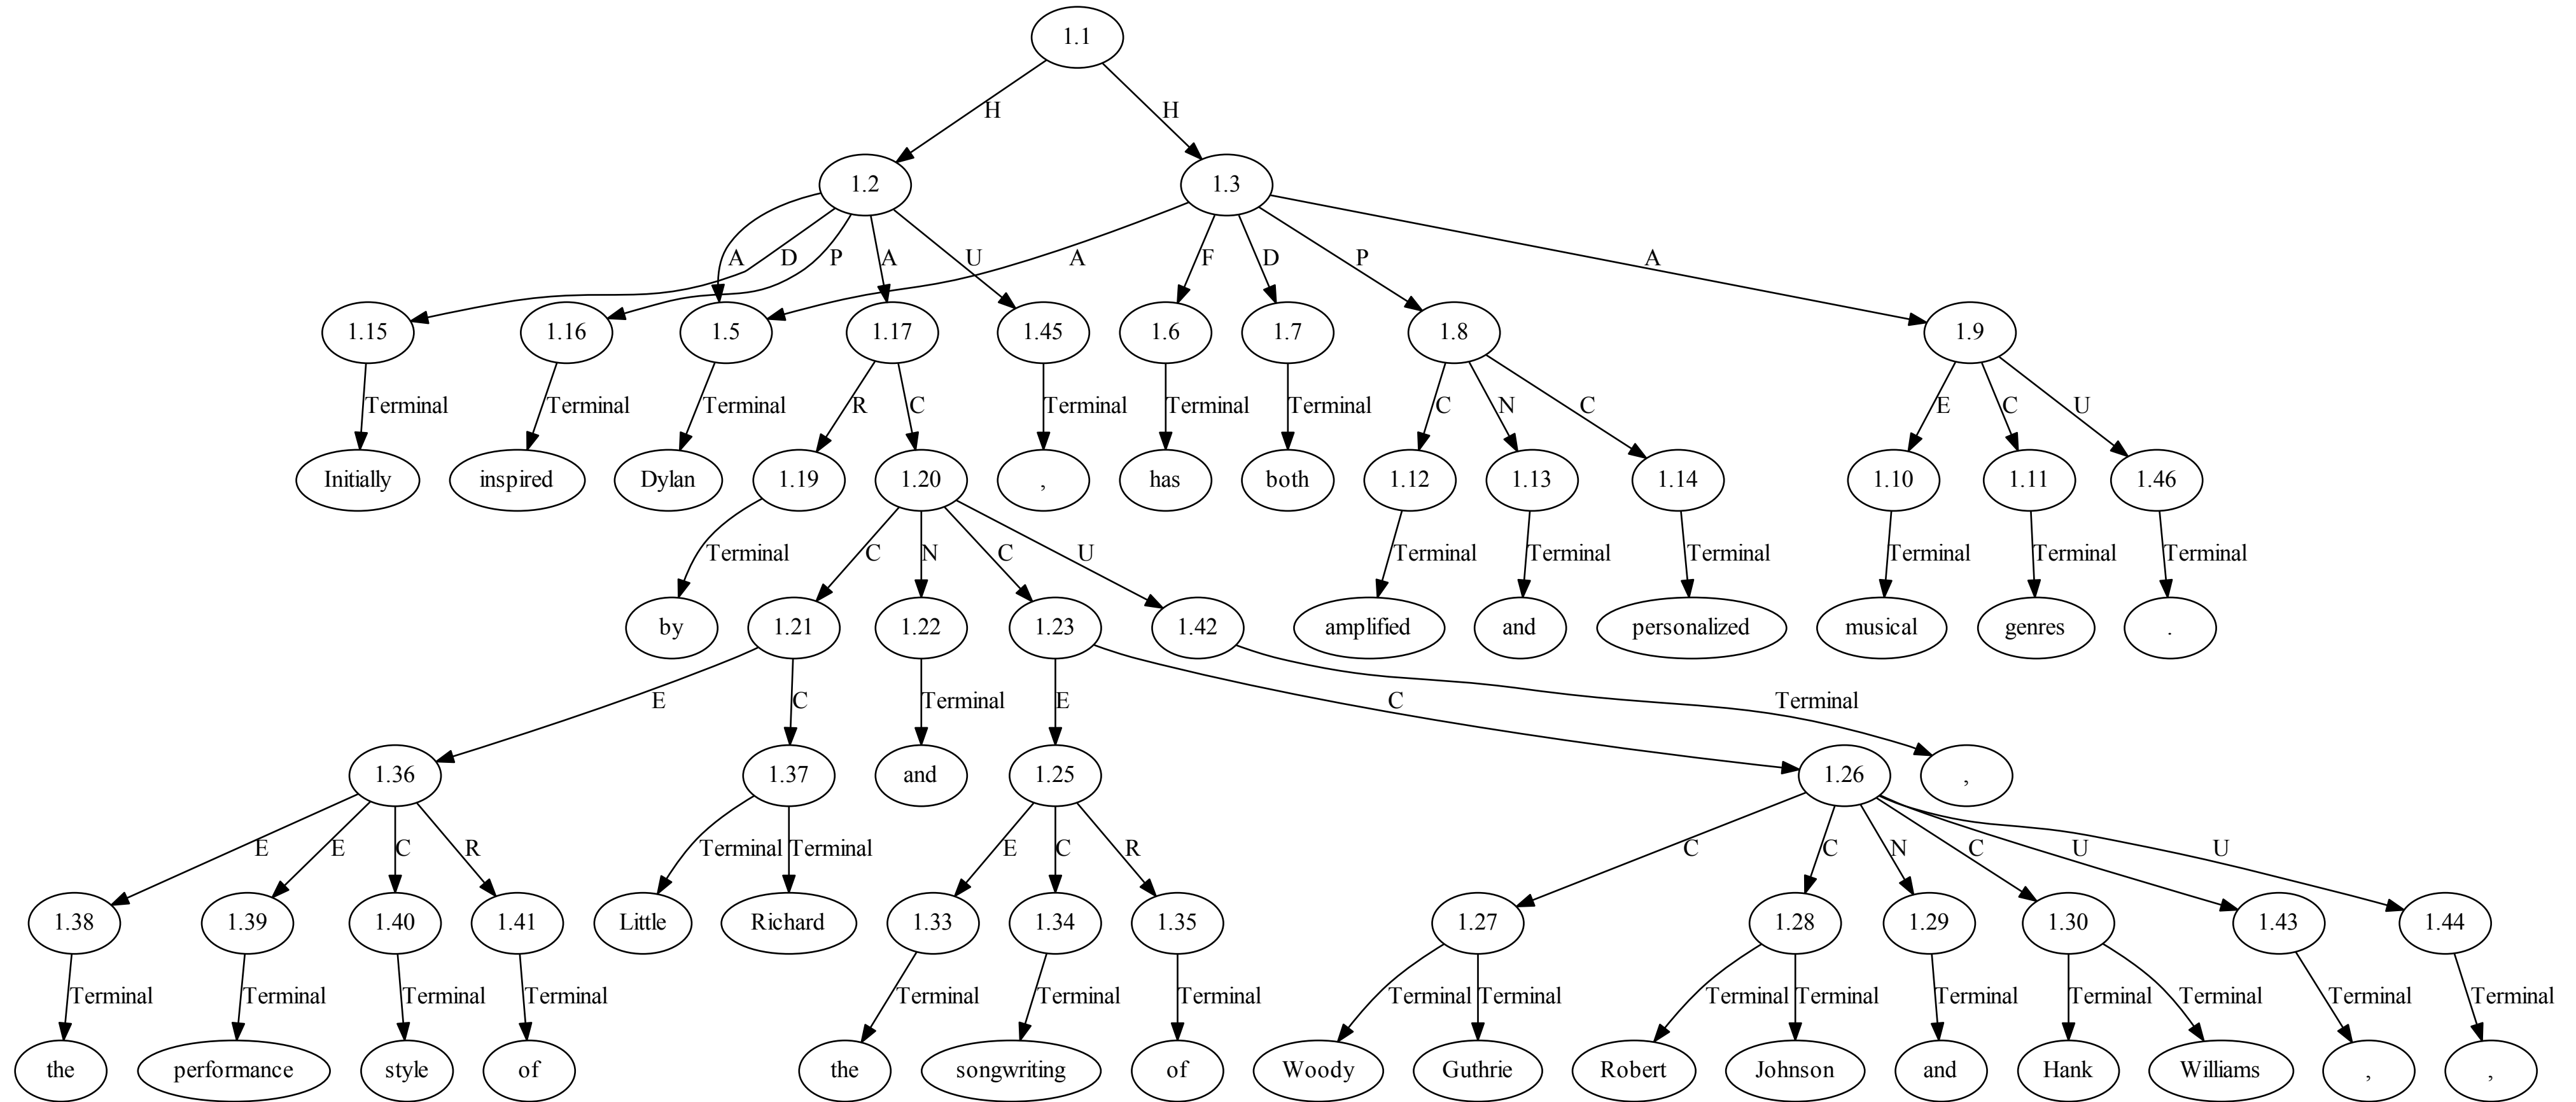 1.1
H H
1.2 1.3
A D P A U A F D P A
1.15 1.16 1.5 1.17 1.45 1.6 1.7 1.8 1.9
Terminal Terminal Terminal R C Terminal Terminal Terminal C N C E C U
Initially inspired Dylan 1.19 1.20 , has both 1.12 1.13 1.14 1.10 1.11 1.46
Terminal C N C U Terminal Terminal Terminal Terminal Terminal Terminal
by 1.21 1.22 1.23 1.42 amplified and personalized musical genres .
E C Terminal E C Terminal
1.36 1.37 and 1.25 1.26 ,
E E C R Terminal Terminal E C R C C N C U U
1.38 1.39 1.40 1.41 Little Richard 1.33 1.34 1.35 1.27 1.28 1.29 1.30 1.43 1.44
Terminal Terminal Terminal Terminal Terminal Terminal Terminal Terminal Terminal Terminal Terminal Terminal Terminal Terminal Terminal Terminal
the performance style of the songwriting of Woody Guthrie Robert Johnson and Hank Williams , ,